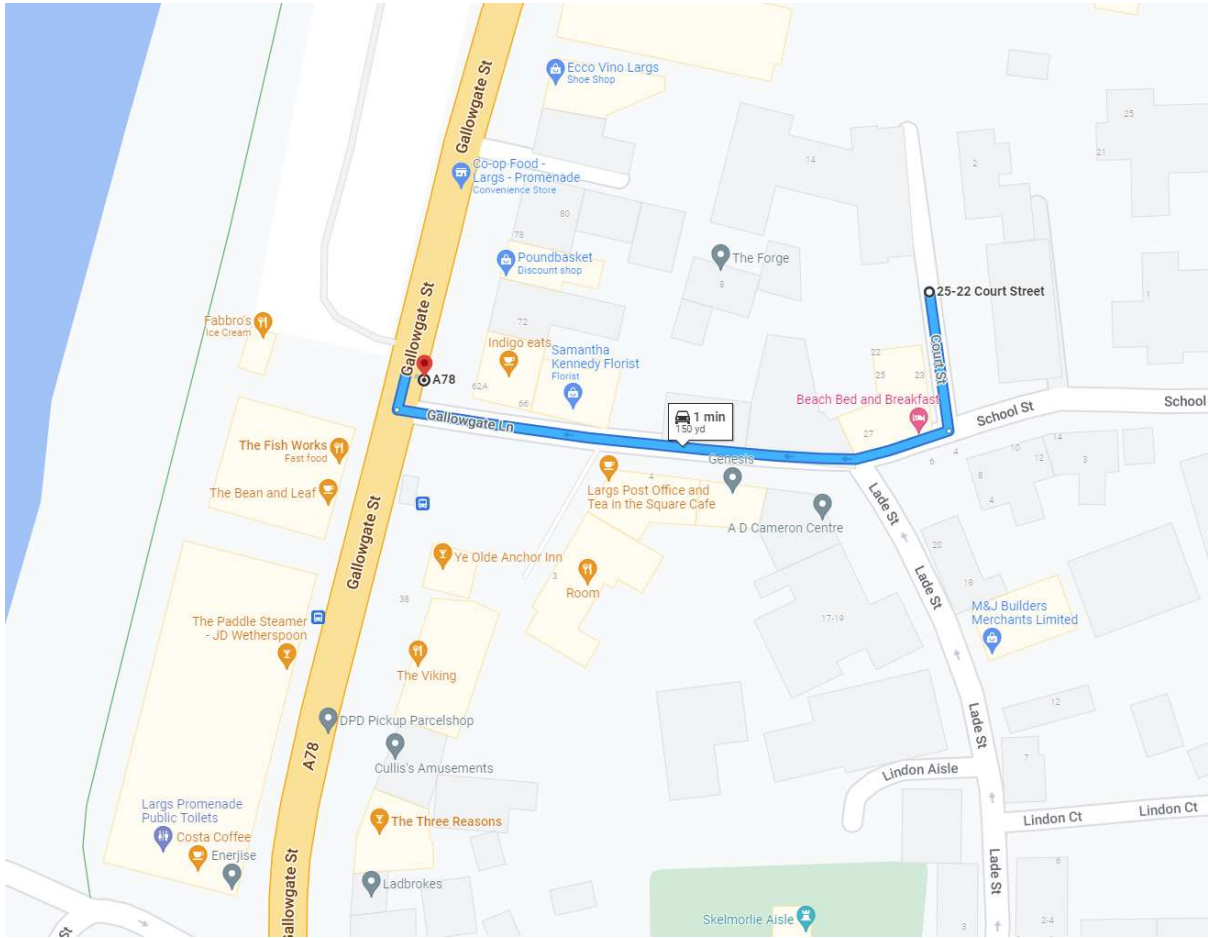 Gallowgate St
Ecco Vino Largs
Shoe Shop
25
21
2
14
Co-op Food -
Largs - Promenade
Convenience Store
80
78
Poundbasket
Discount shop
The Forge
8
25-22 Court Street
1
Gallowgate St
Fabbro's
Ice Cream
72
Indigo eats
Samantha
Kennedy Florist
Florist
Court St
22
25
23
A78
62A
66
Beach Bed and Breakfast
School St
School
Gallowgate Ln
1 min
150 yd
27
The Fish Works
Fast food
Genesis
6
4
10
12
14
3
8
4
The Bean and Leaf
4
Largs Post Office and
Tea in the Square Cafe
A D Cameron Centre
Lade St
Gallowgate St
Ye Olde Anchor Inn
3
Room
20
18
Lade St
38
The Paddle Steamer
- JD Wetherspoon
17-19
M&J Builders
Merchants Limited
The Viking
DPD Pickup Parcelshop
A78
Cullis's Amusements
12
Lade St
7
Lindon Aisle
Largs Promenade
Public Toilets
Costa Coffee
Enerjise
The Three Reasons
Lindon Ct
Lade St
6
Ladbrokes
Gallowgate St
Skelmorlie Aisle
3
2-4
St